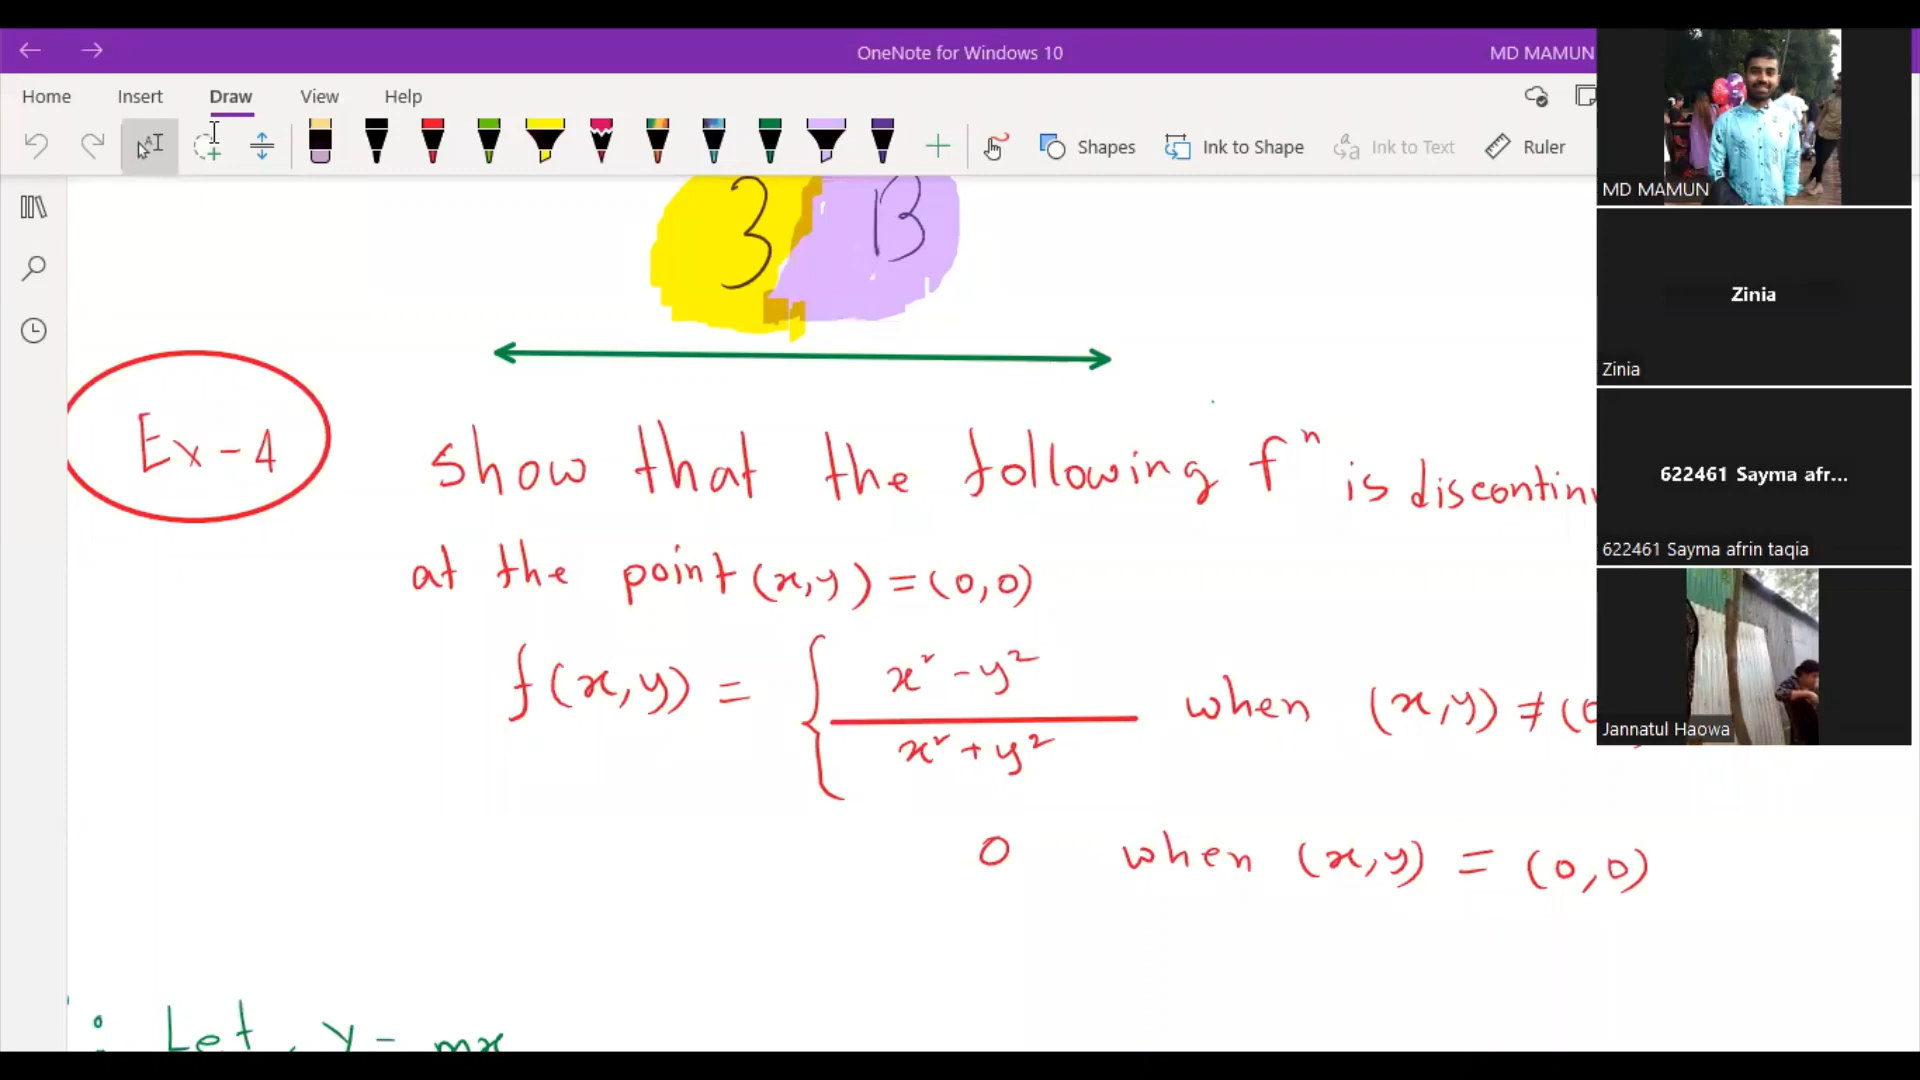 OneNote for Windows 10
MD MAMUN
Home Insert Draw View Help
Shapes Ink to Shape Ink to Text Ruler
MD MAMUN
Zinia
Zinia
622461 Sayma afr...
622461 Sayma afrin taqia
Jannatul Haowa
3 B
Ex-4
show that the following fⁿ is discontin
at the point (x,y) = (0,0)
f(x,y) = { x² - y² / x² + y² when (x,y) ≠ (0
0 when (x,y) = (0,0)
Let, y = mx